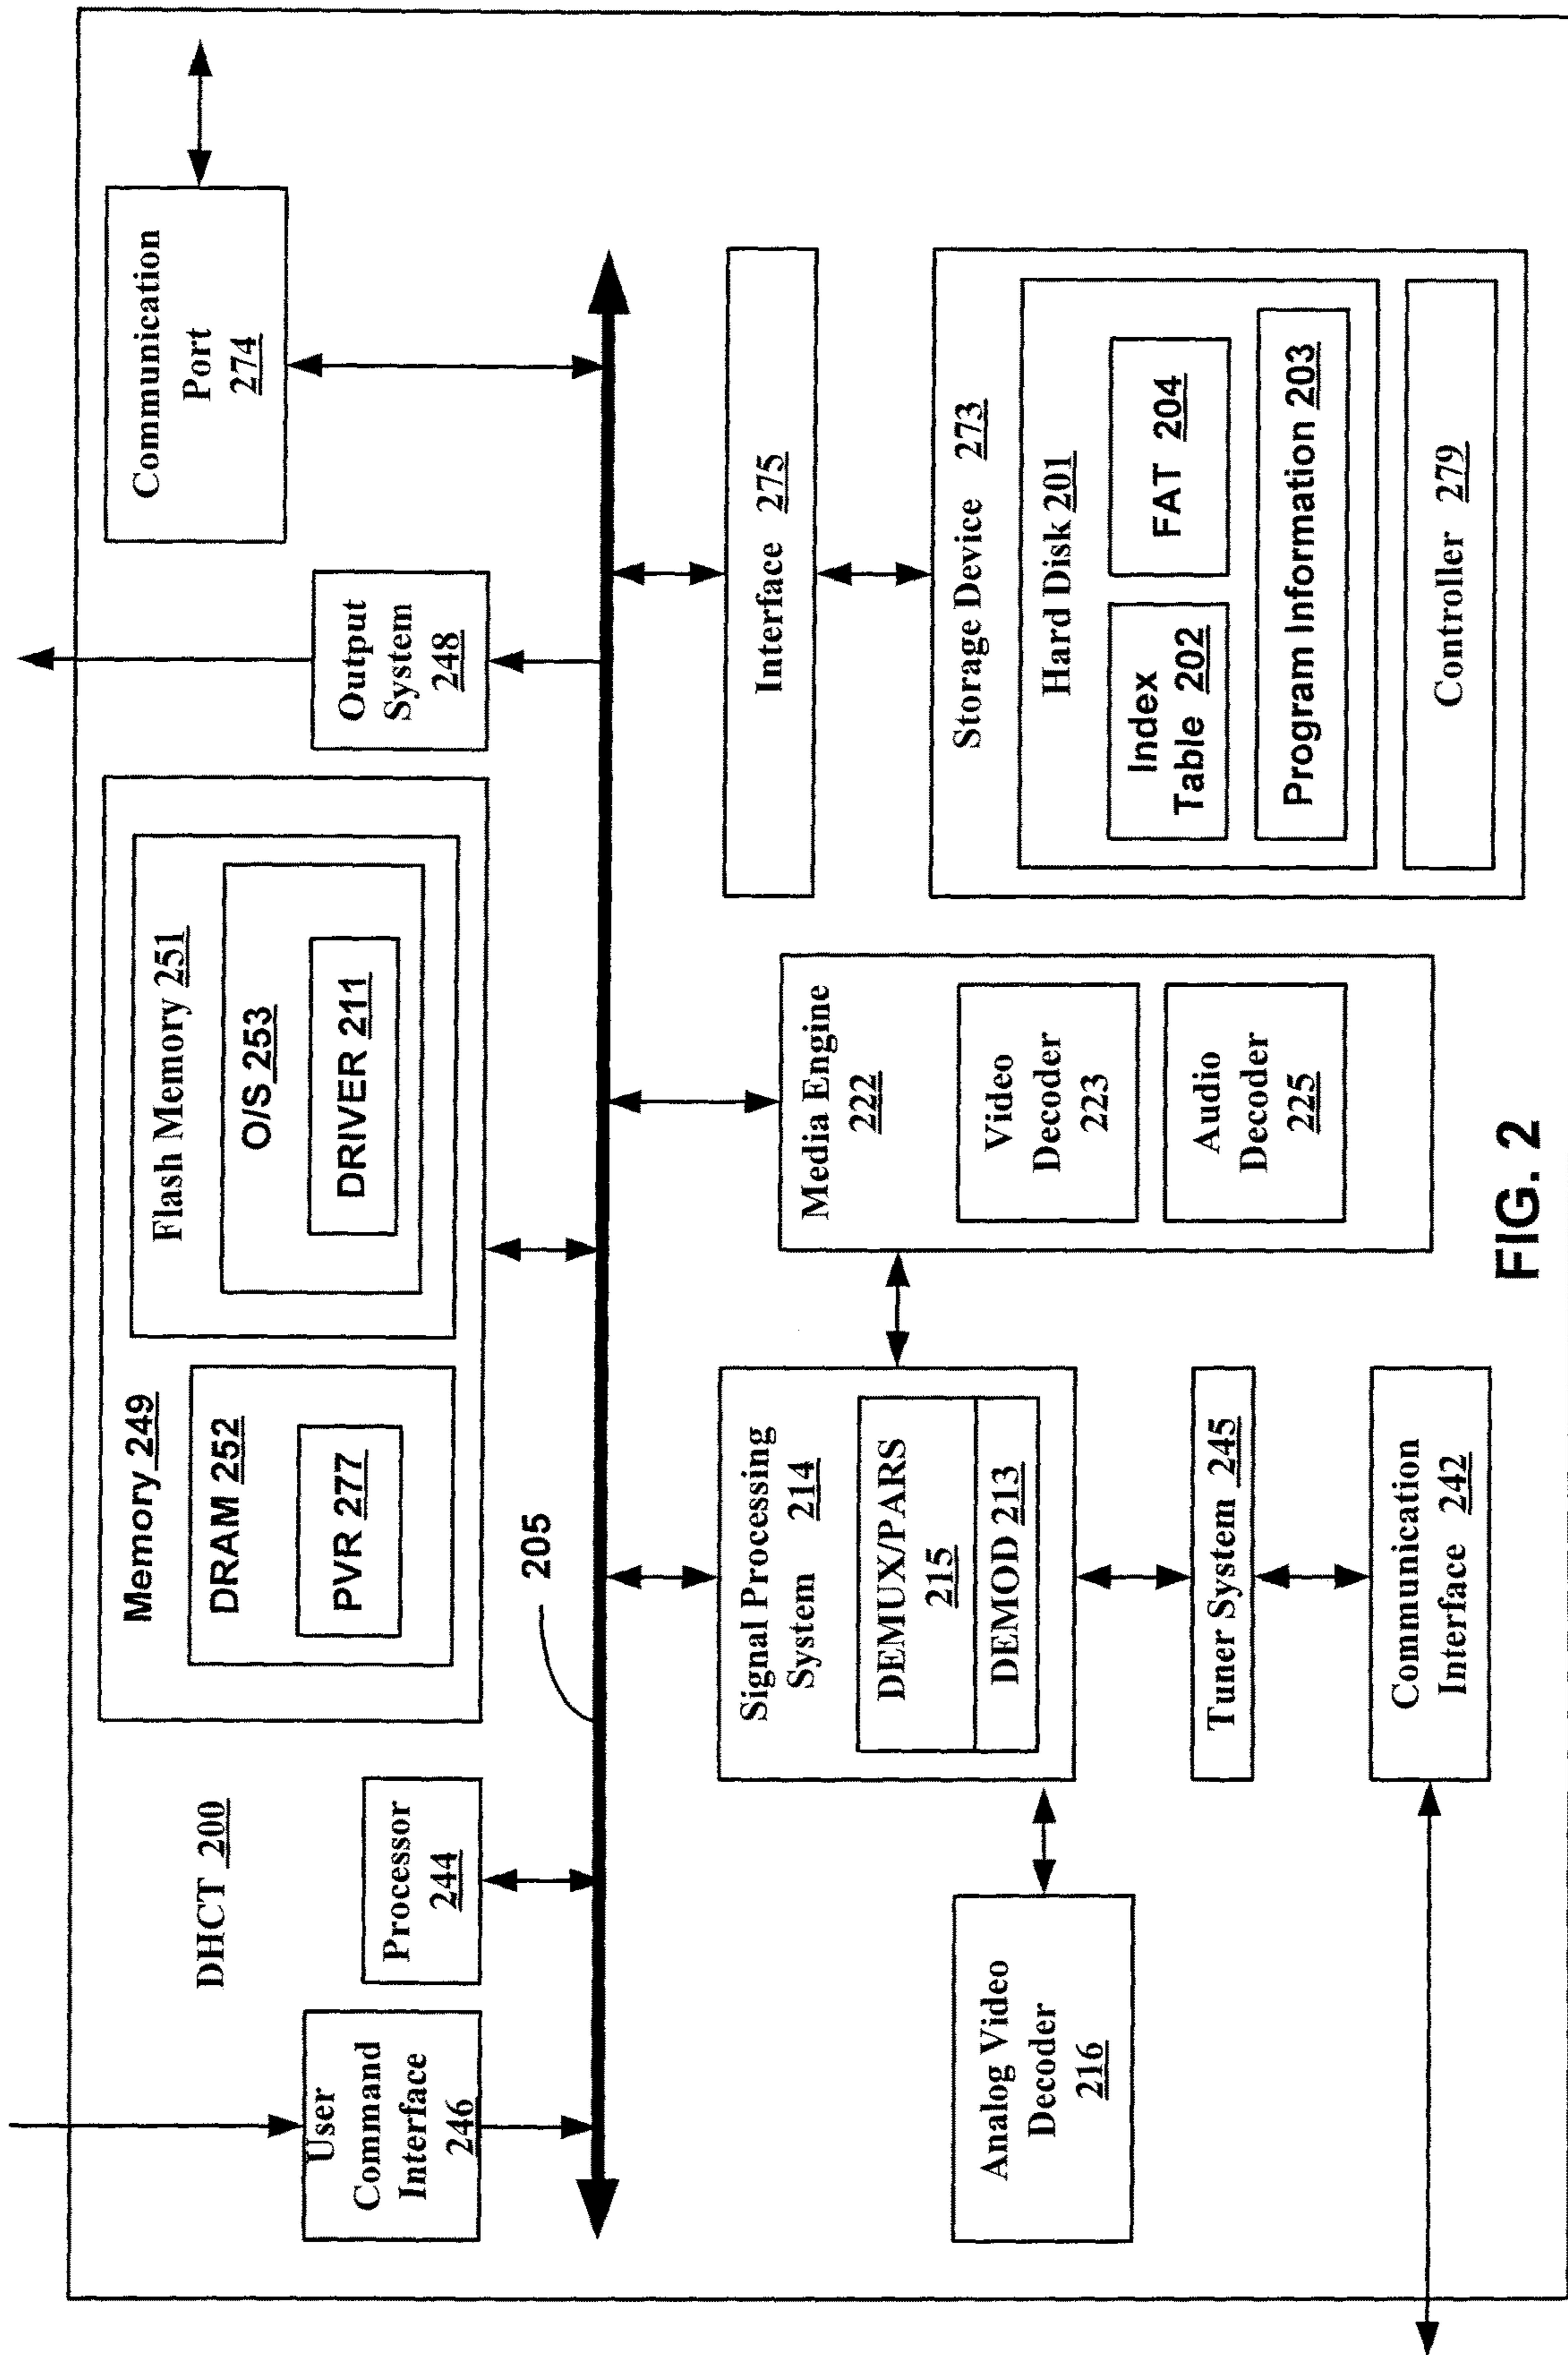 DHCT 200
User
Command
Interface
246
Processor
244
Memory 249
DRAM 252
PVR 277
Flash Memory 251
O/S 253
DRIVER 211
Output
System
248
Communication
Port
274
205
Signal Processing
System 214
DEMUX/PARS
215
DEMOD 213
Analog Video
Decoder
216
Tuner System 245
Communication
Interface 242
Media Engine
222
Video
Decoder
223
Audio
Decoder
225
Interface 275
Storage Device 273
Hard Disk 201
Index
Table 202
FAT 204
Program Information 203
Controller 279
FIG. 2